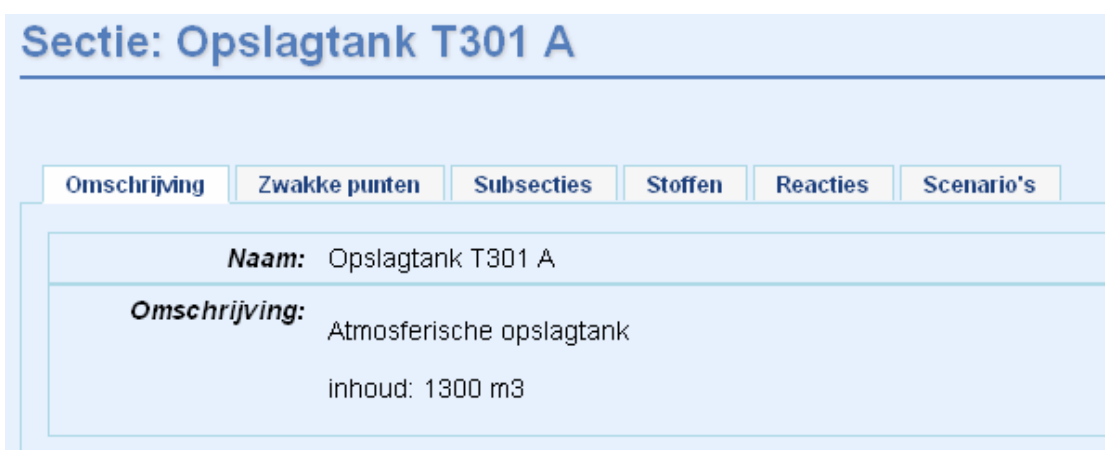 Sectie: Opslagtank T301 A
Omschrijving Zwakke punten Subsecties Stoffen Reacties Scenario's
Naam: Opslagtank T301 A
Omschrijving:
Atmosferische opslagtank
inhoud: 1300 m3